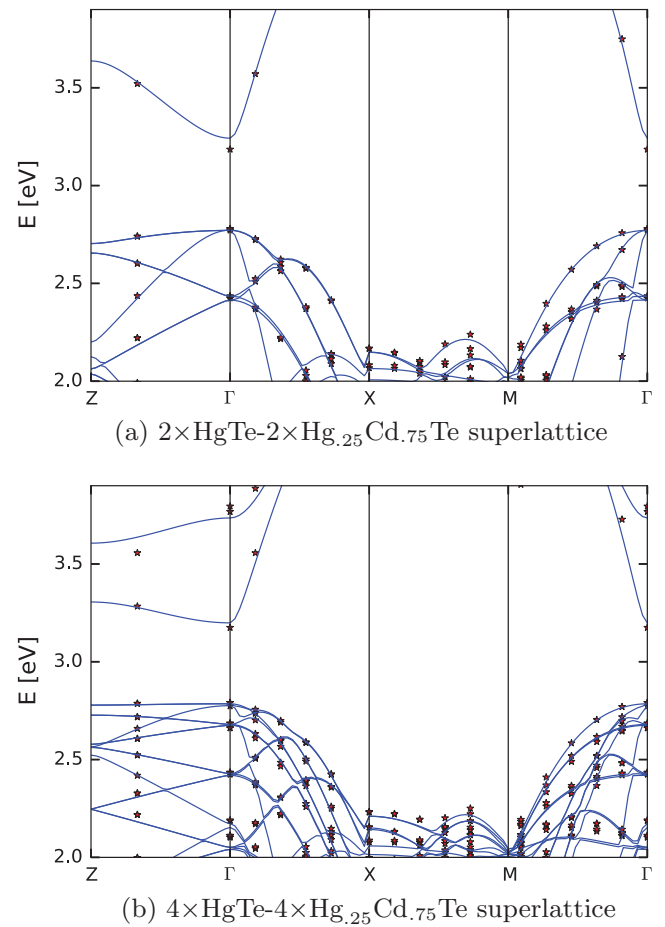 3.5
3.0
2.5
2.0
E [eV]
Z Γ X M Γ
(a) 2×HgTe-2×Hg.25Cd.75Te superlattice
3.5
3.0
2.5
2.0
E [eV]
Z Γ X M Γ
(b) 4×HgTe-4×Hg.25Cd.75Te superlattice